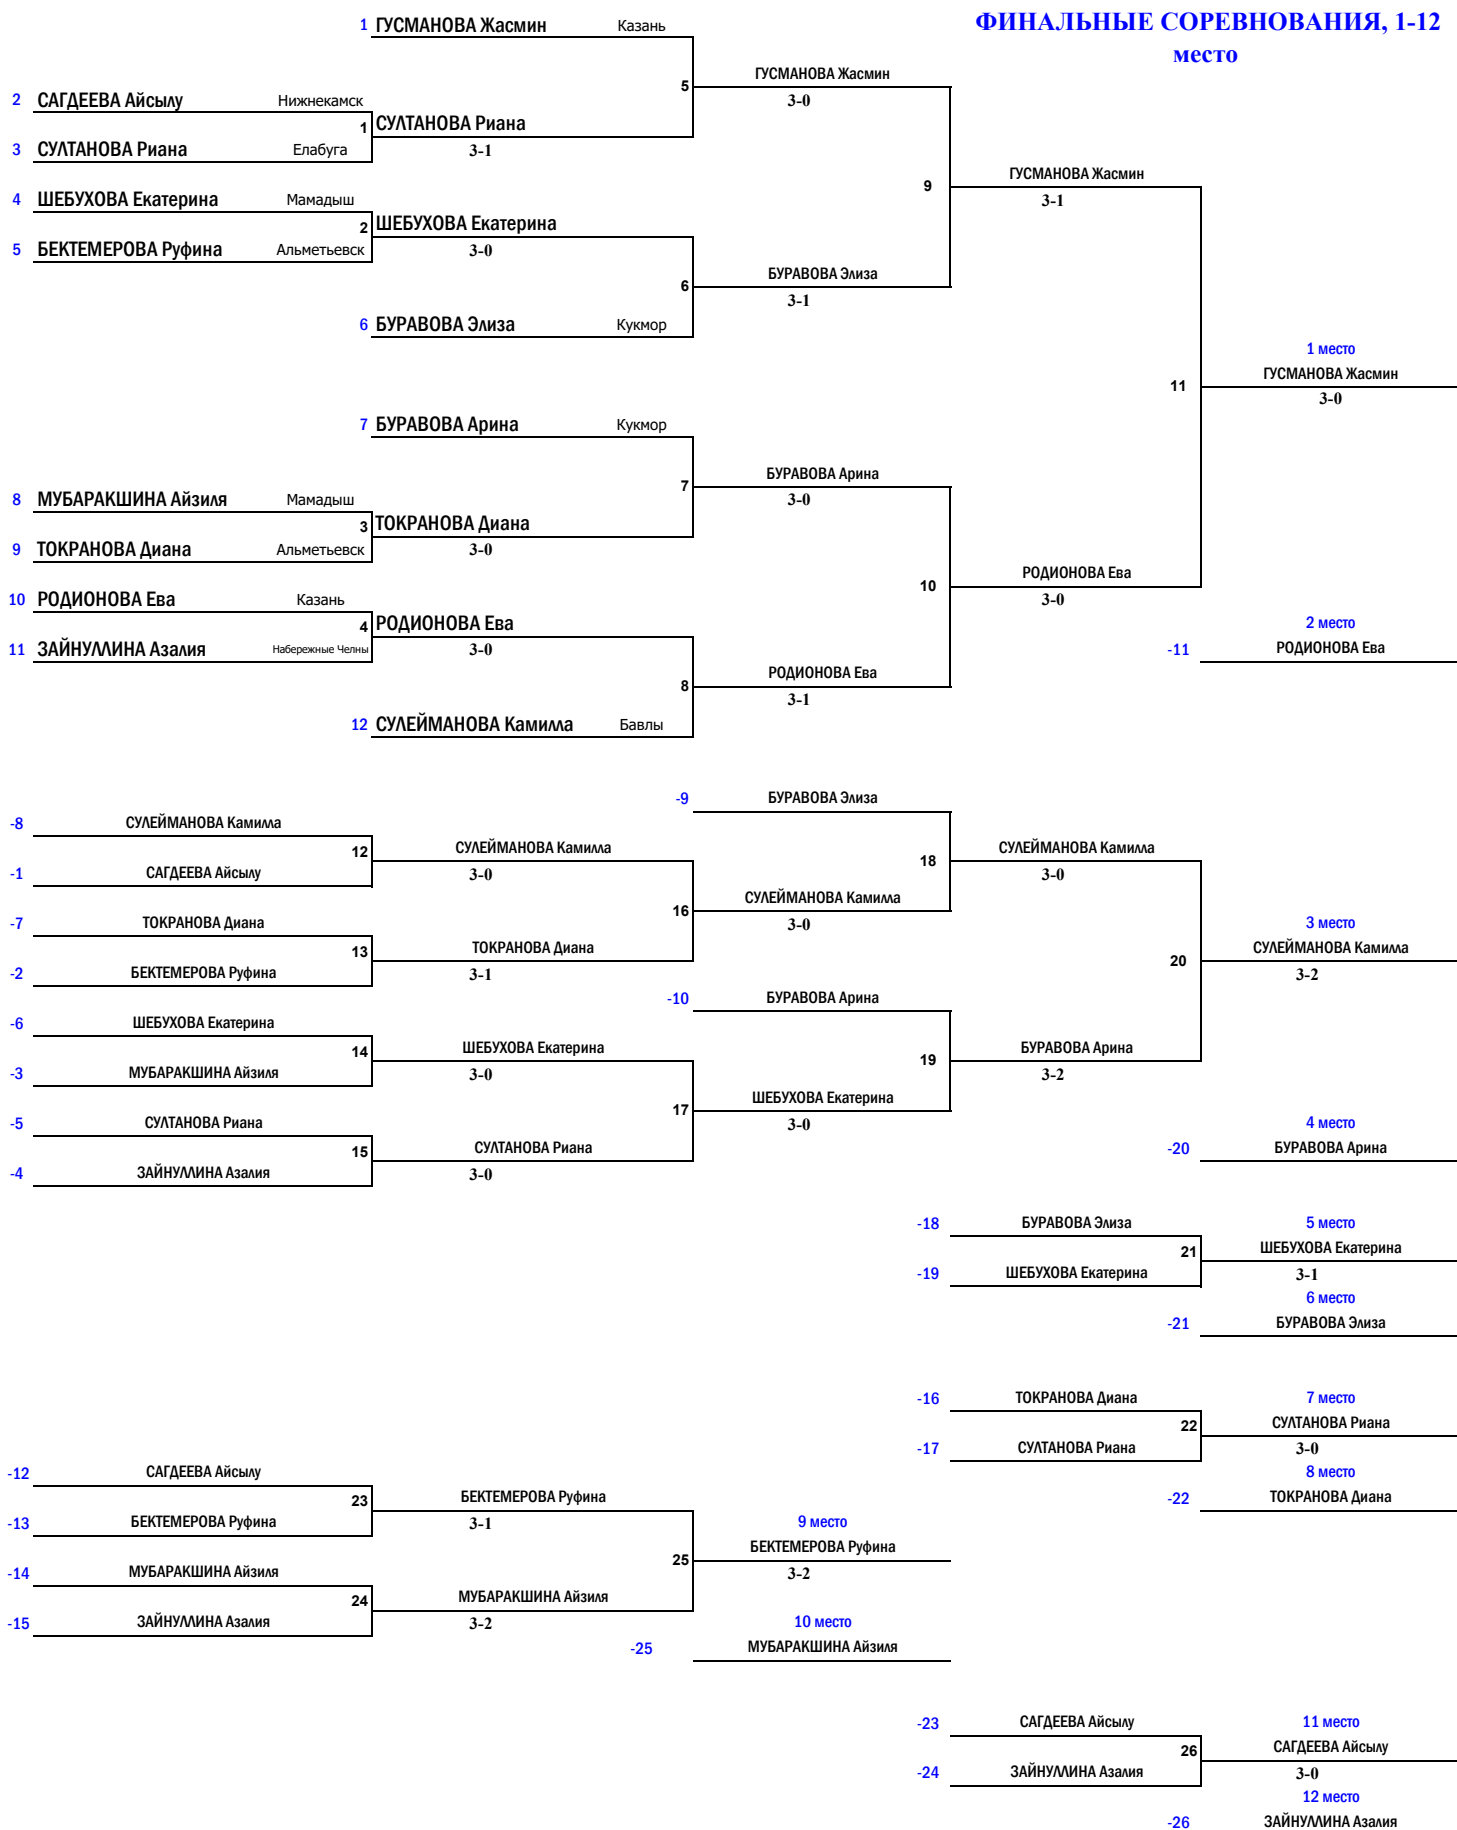 ФИНАЛЬНЫЕ СОРЕВНОВАНИЯ, 1-12
место
1 ГУСМАНОВА Жасмин Казань
ГУСМАНОВА Жасмин
5
3-0
2 САГДЕЕВА Айсылу Нижнекамск
1 СУЛТАНОВА Риана
3 СУЛТАНОВА Риана Елабуга
3-1
ГУСМАНОВА Жасмин
9
3-1
4 ШЕБУХОВА Екатерина Мамадыш
2 ШЕБУХОВА Екатерина
5 БЕКТЕМЕРОВА Руфина Альметьевск
3-0
БУРАВОВА Элиза
6
3-1
6 БУРАВОВА Элиза Кукмор
1 место
ГУСМАНОВА Жасмин
11
3-0
7 БУРАВОВА Арина Кукмор
БУРАВОВА Арина
7
3-0
8 МУБАРАКШИНА Айзиля Мамадыш
3 ТОКРАНОВА Диана
9 ТОКРАНОВА Диана Альметьевск
3-0
РОДИОНОВА Ева
10
3-0
10 РОДИОНОВА Ева Казань
4 РОДИОНОВА Ева
11 ЗАЙНУЛЛИНА Азалия Набережные Челны
3-0
2 место
-11 РОДИОНОВА Ева
РОДИОНОВА Ева
8
3-1
12 СУЛЕЙМАНОВА Камилла Бавлы
-9 БУРАВОВА Элиза
-8 СУЛЕЙМАНОВА Камилла
12 СУЛЕЙМАНОВА Камилла
3-0
18 СУЛЕЙМАНОВА Камилла
3-0
-1 САГДЕЕВА Айсылу
16 СУЛЕЙМАНОВА Камилла
3-0
-7 ТОКРАНОВА Диана
13 ТОКРАНОВА Диана
3-1
-2 БЕКТЕМЕРОВА Руфина
3 место
20 СУЛЕЙМАНОВА Камилла
3-2
-10 БУРАВОВА Арина
-6 ШЕБУХОВА Екатерина
14 ШЕБУХОВА Екатерина
3-0
19 БУРАВОВА Арина
3-2
-3 МУБАРАКШИНА Айзиля
17 ШЕБУХОВА Екатерина
3-0
-5 СУЛТАНОВА Риана
15 СУЛТАНОВА Риана
3-0
-4 ЗАЙНУЛЛИНА Азалия
4 место
-20 БУРАВОВА Арина
-18 БУРАВОВА Элиза
5 место
21 ШЕБУХОВА Екатерина
-19 ШЕБУХОВА Екатерина
3-1
6 место
-21 БУРАВОВА Элиза
-16 ТОКРАНОВА Диана
7 место
22 СУЛТАНОВА Риана
-17 СУЛТАНОВА Риана
3-0
8 место
-22 ТОКРАНОВА Диана
-12 САГДЕЕВА Айсылу
23 БЕКТЕМЕРОВА Руфина
-13 БЕКТЕМЕРОВА Руфина
3-1
9 место
25 БЕКТЕМЕРОВА Руфина
3-2
-14 МУБАРАКШИНА Айзиля
24 МУБАРАКШИНА Айзиля
-15 ЗАЙНУЛЛИНА Азалия
3-2
10 место
-25 МУБАРАКШИНА Айзиля
-23 САГДЕЕВА Айсылу
11 место
26 САГДЕЕВА Айсылу
-24 ЗАЙНУЛЛИНА Азалия
3-0
12 место
-26 ЗАЙНУЛЛИНА Азалия